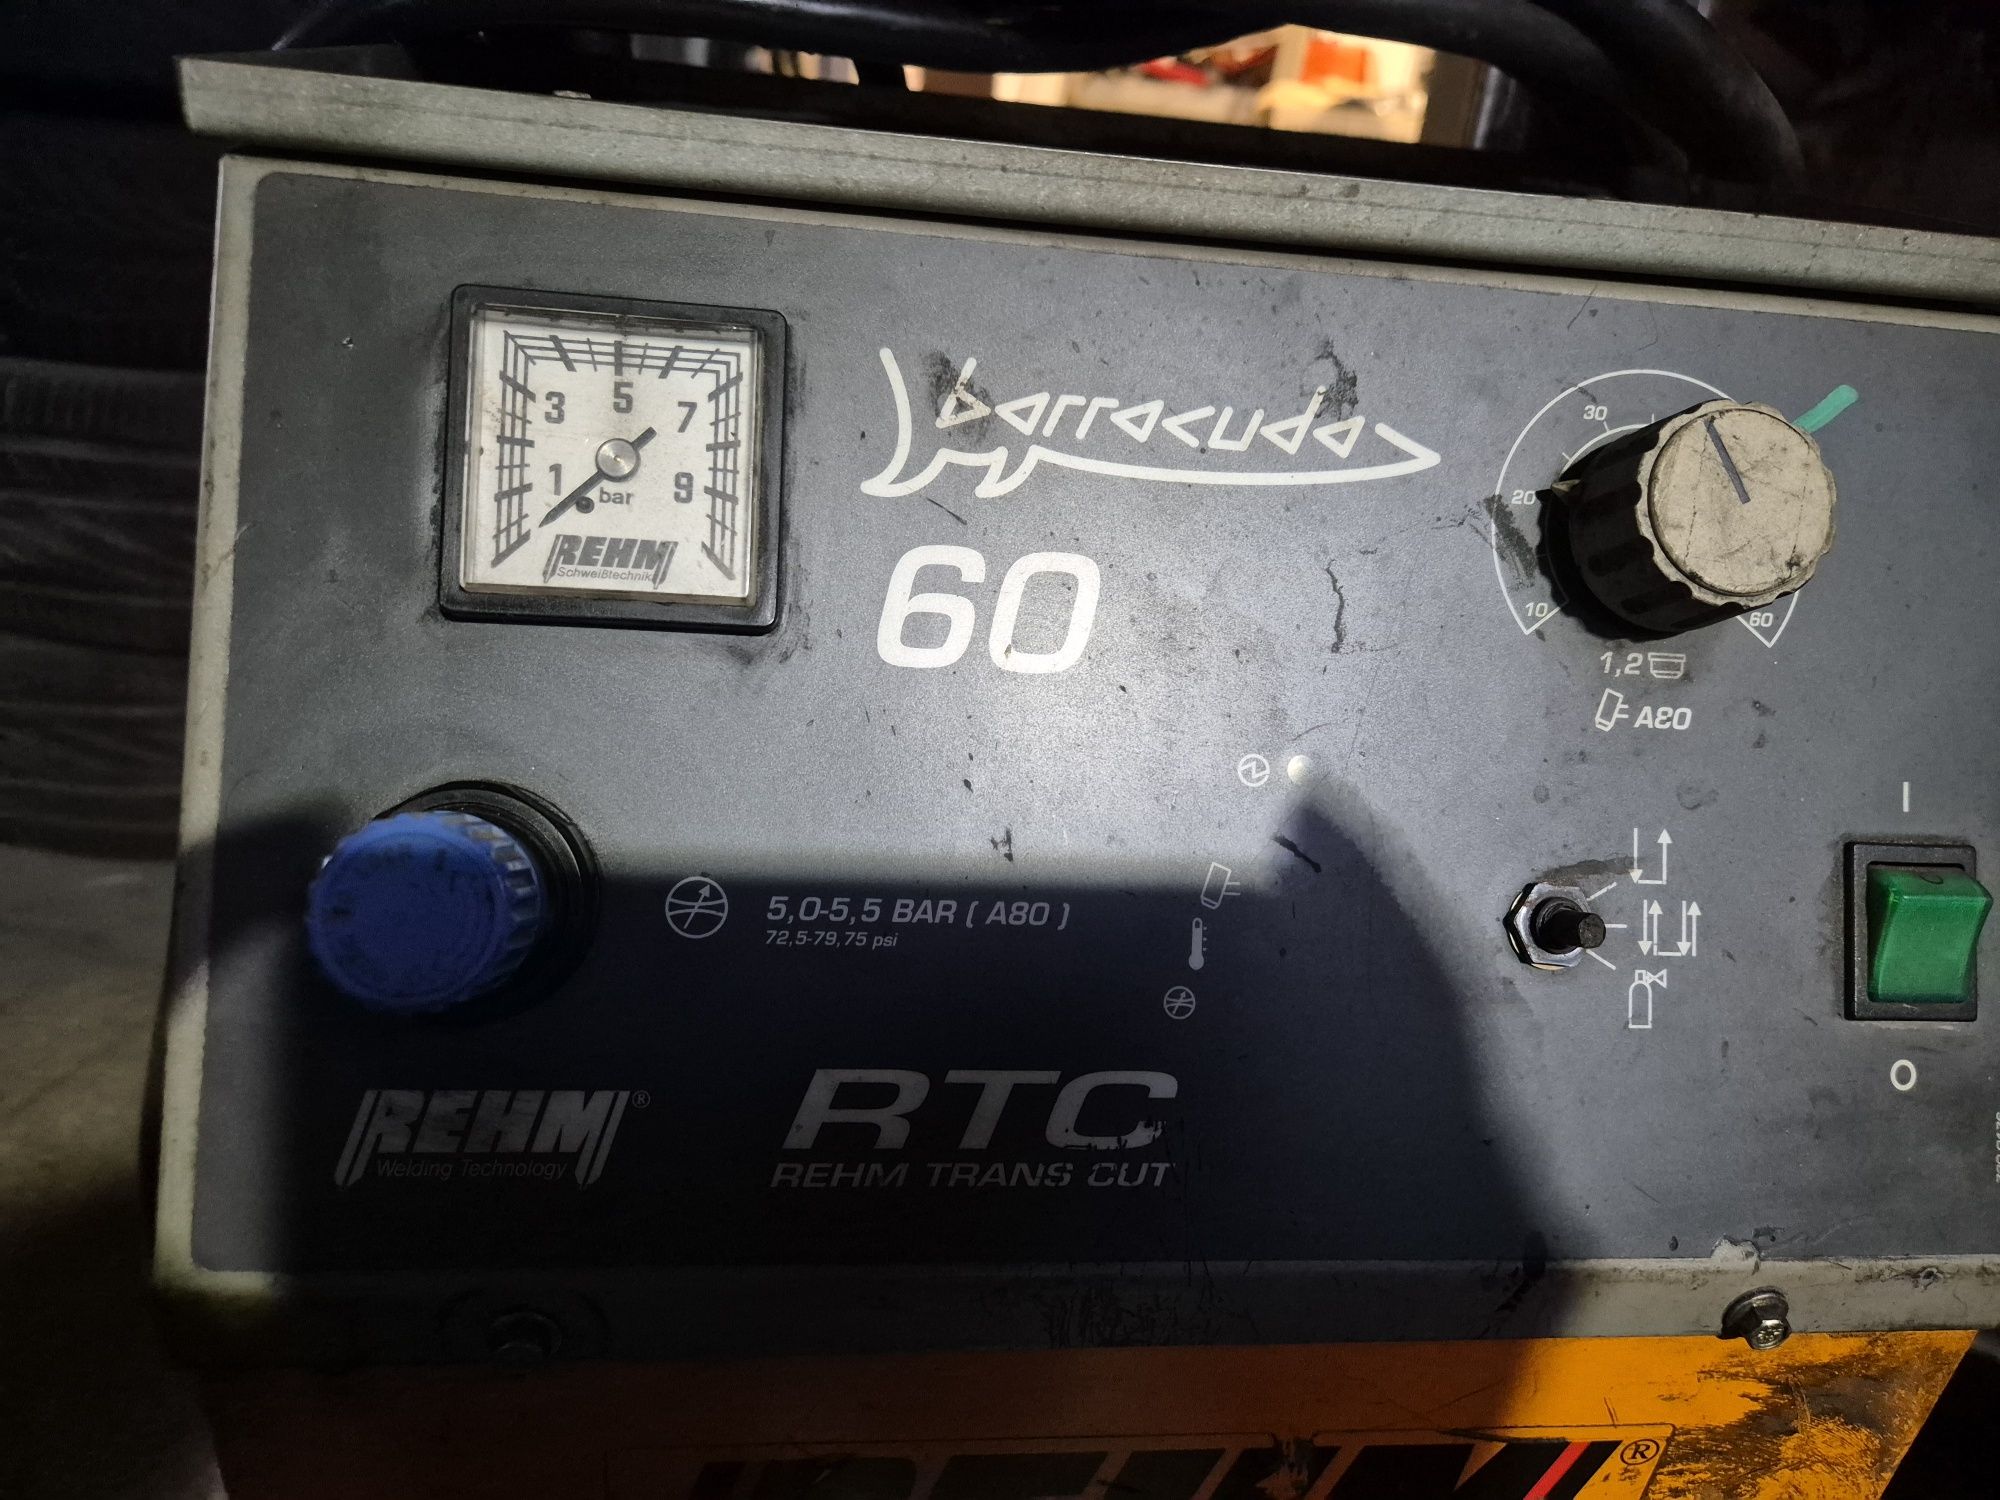 3 5 7
1 bar 9
REHM
Schweißtechnik
barracuda
60
30
20
10
60
1,2
A80
I
5,0-5,5 BAR ( A80 )
72,5-79,75 psi
O
REHM®
Welding Technology
RTC
REHM TRANS CUT
®